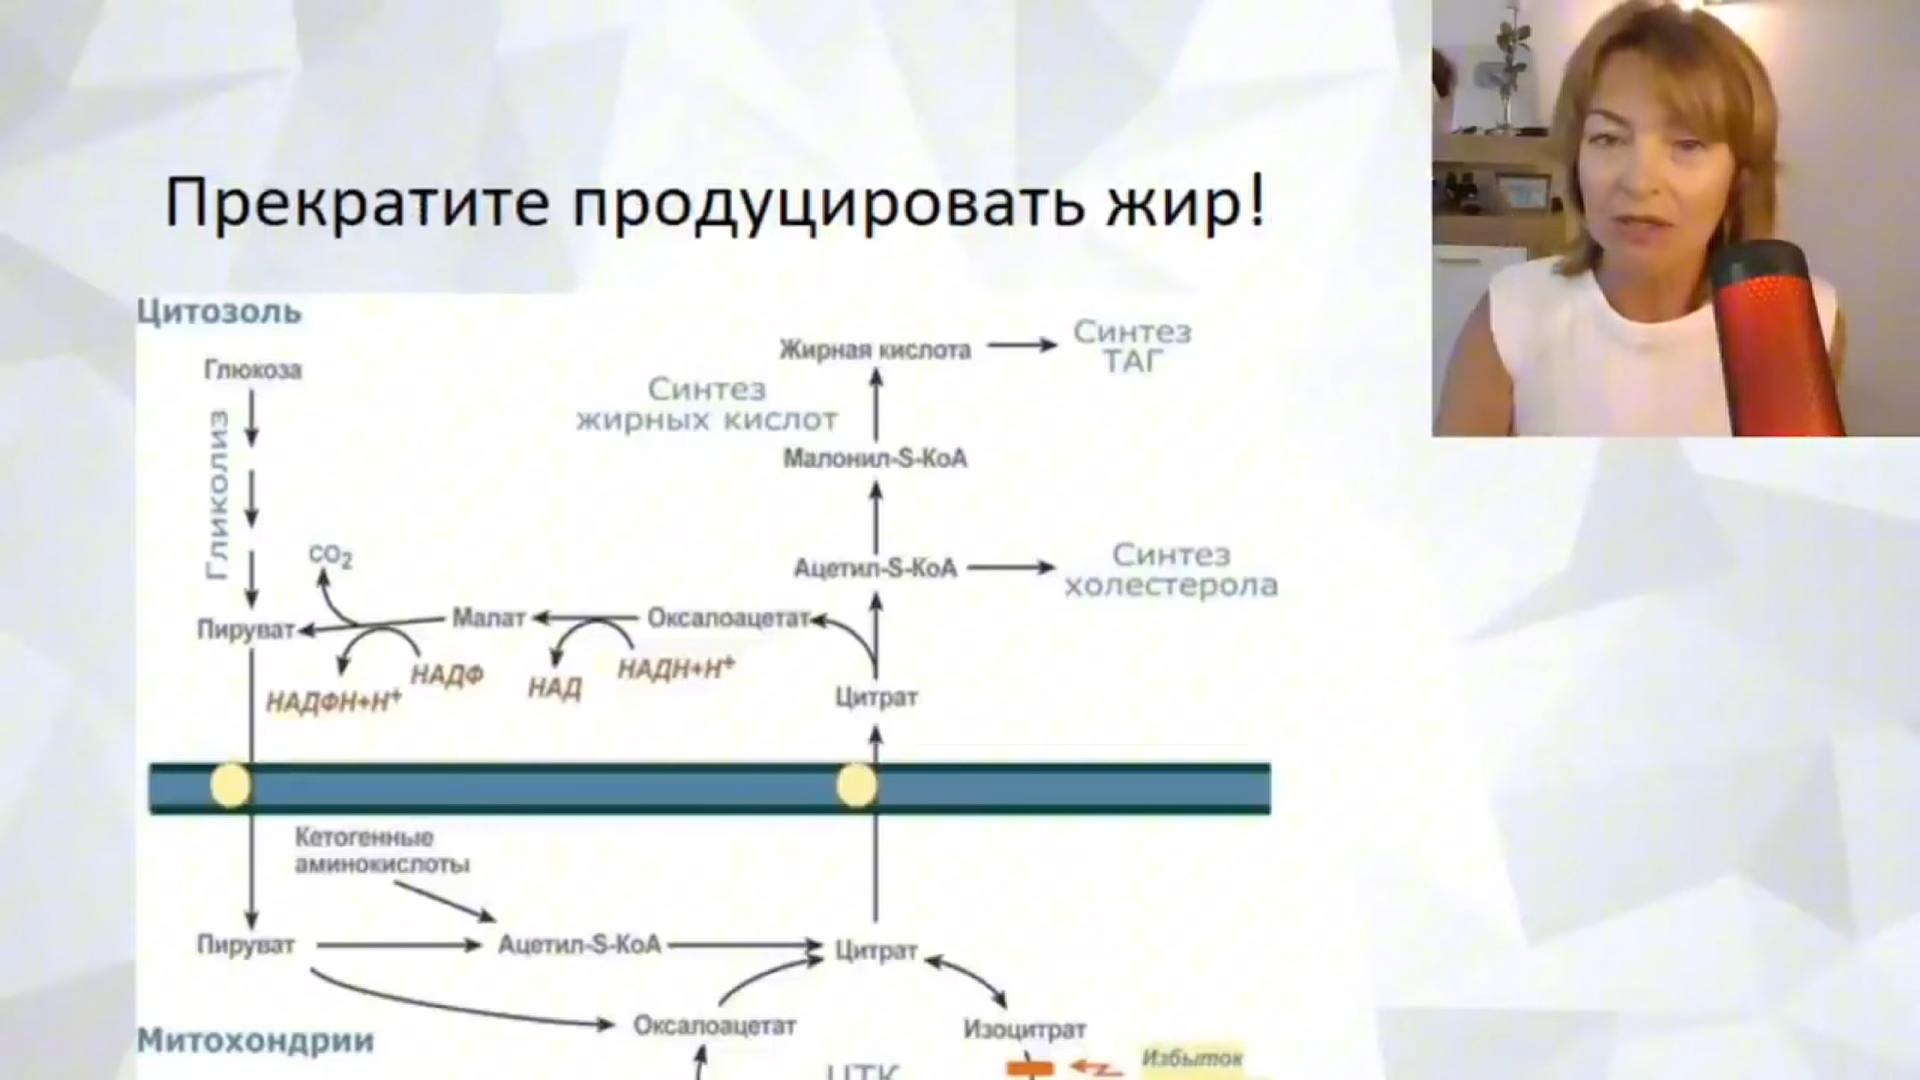 Прекратите продуцировать жир!
Цитозоль
Глюкоза
Гликолиз
Жирная кислота
Синтез
ТАГ
Синтез
жирных кислот
Малонил-S-КоА
Ацетил-S-КоА
Синтез
холестерола
CO2
Пируват
Малат
Оксалоацетат
НАДФН+Н+
НАДФ
НАД
НАДН+Н+
Цитрат
Кетогенные
аминокислоты
Пируват
Ацетил-S-КоА
Цитрат
Оксалоацетат
Изоцитрат
Митохондрии
ЦТК
Избыток